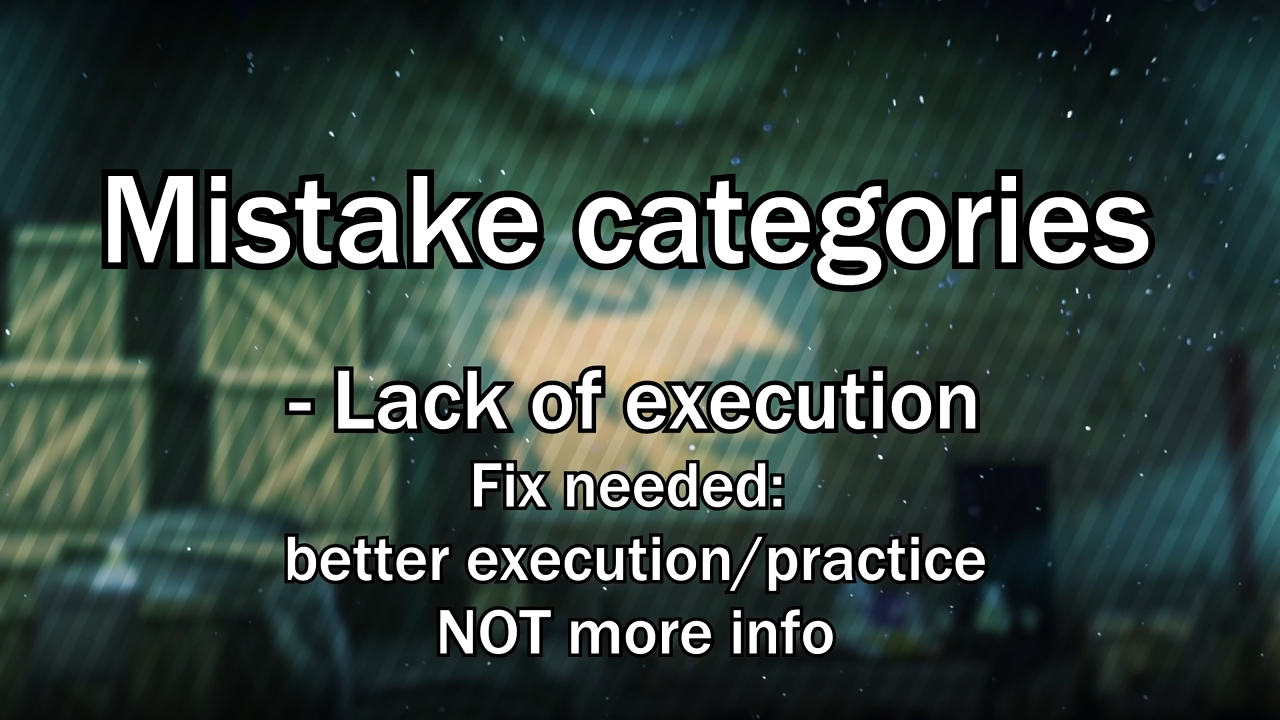 Mistake categories
- Lack of execution
Fix needed:
better execution/practice
NOT more info